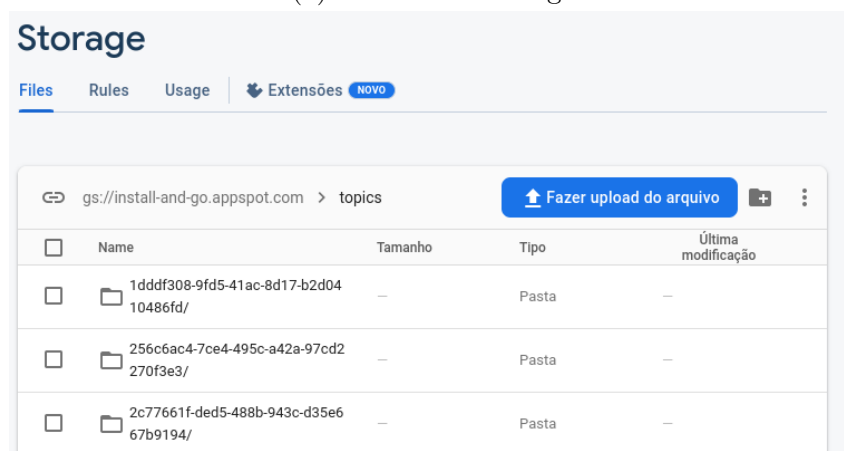 Storage
Files Rules Usage Extensões NOVO
gs://install-and-go.appspot.com > topics Fazer upload do arquivo
Name Tamanho Tipo Última modificação
1dddf308-9fd5-41ac-8d17-b2d04
10486fd/ — Pasta —
256c6ac4-7ce4-495c-a42a-97cd2
270f3e3/ — Pasta —
2c77661f-ded5-488b-943c-d35e6
67b9194/ — Pasta —